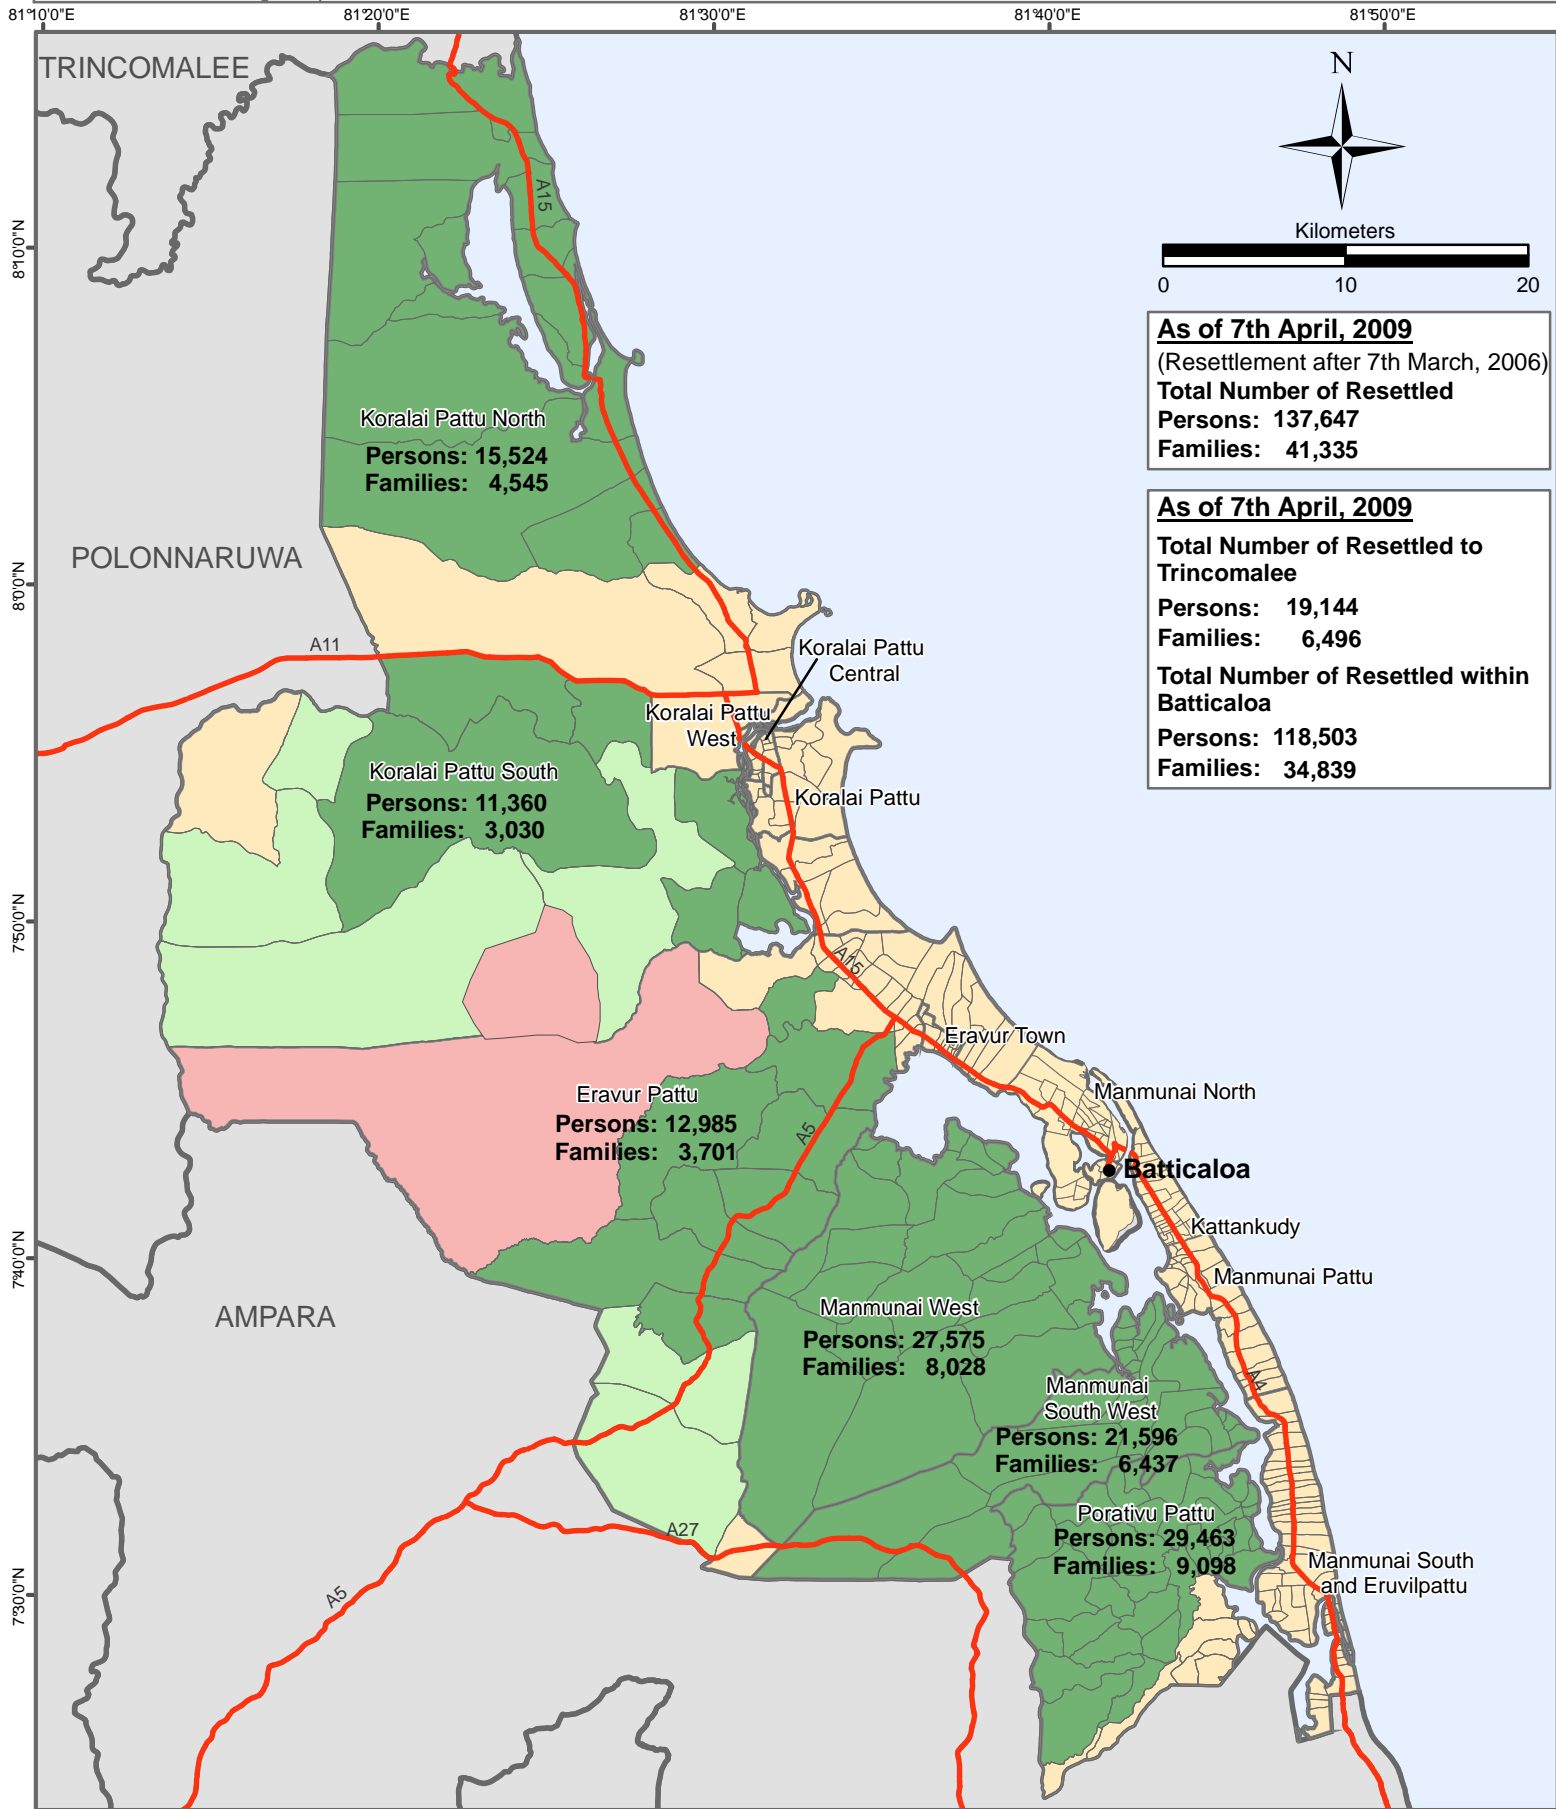 81°10'0"E
81°20'0"E
81°30'0"E
81°40'0"E
81°50'0"E
TRINCOMALEE
N
A15
8°10'0"N
Kilometers
0 10 20
As of 7th April, 2009
(Resettlement after 7th March, 2006)
Total Number of Resettled
Persons: 137,647
Families: 41,335
Koralai Pattu North
Persons: 15,524
Families: 4,545
As of 7th April, 2009
Total Number of Resettled to
Trincomalee
Persons: 19,144
Families: 6,496
Total Number of Resettled within
Batticaloa
Persons: 118,503
Families: 34,839
POLONNARUWA
8°0'0"N
A11
Koralai Pattu
Central
Koralai Pattu
West
Koralai Pattu South
Persons: 11,360
Families: 3,030
Koralai Pattu
7°50'0"N
A15
Eravur Town
Manmunai North
Eravur Pattu
Persons: 12,985
Families: 3,701
A5
Batticaloa
Kattankudy
7°40'0"N
Manmunai Pattu
AMPARA
Manmunai West
Persons: 27,575
Families: 8,028
A4
Manmunai
South West
Persons: 21,596
Families: 6,437
Porativu Pattu
Persons: 29,463
Families: 9,098
A27
Manmunai South
and Eruvilpattu
7°30'0"N
A5